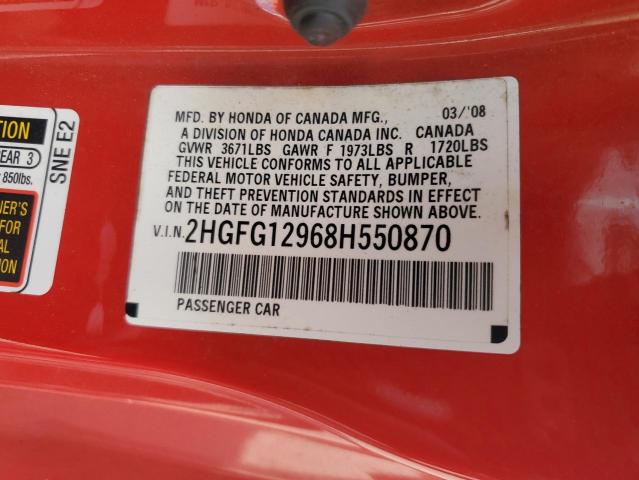 MFD. BY HONDA OF CANADA MFG., 03/'08
A DIVISION OF HONDA CANADA INC. CANADA
GVWR 3671LBS GAWR F 1973LBS R 1720LBS
THIS VEHICLE CONFORMS TO ALL APPLICABLE
FEDERAL MOTOR VEHICLE SAFETY, BUMPER,
AND THEFT PREVENTION STANDARDS IN EFFECT
ON THE DATE OF MANUFACTURE SHOWN ABOVE.
V.I.N. 2HGFG12968H550870
PASSENGER CAR
SNE E2
TION
EAR 3
850lbs.
NER'S
FOR
AL
TION